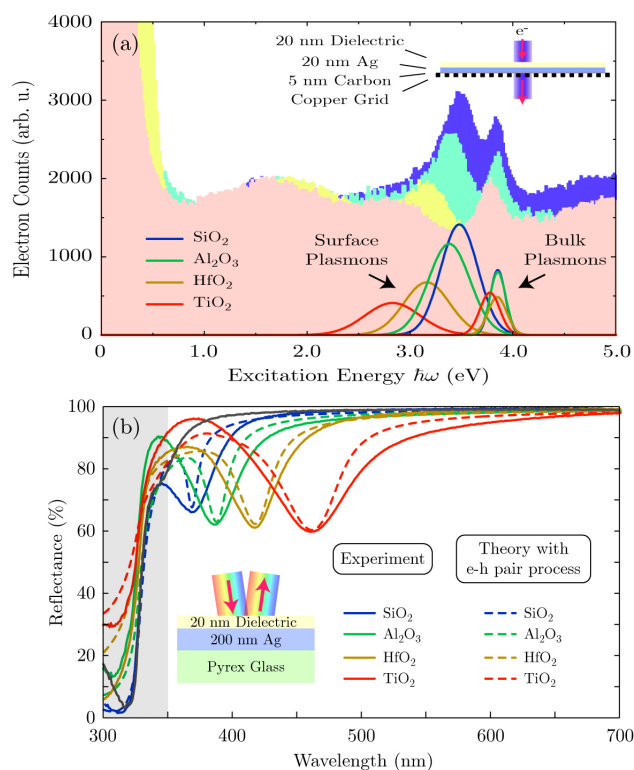 (a)
e-
20 nm Dielectric
20 nm Ag
5 nm Carbon
Copper Grid
Electron Counts (arb. u.)
4000
3000
2000
1000
0
SiO₂
Al₂O₃
HfO₂
TiO₂
Surface
Plasmons
Bulk
Plasmons
0
1.0
2.0
3.0
4.0
5.0
Excitation Energy ℏω (eV)
(b)
Reflectance (%)
100
80
60
40
20
0
Experiment
Theory with
e-h pair process
SiO₂
SiO₂
Al₂O₃
Al₂O₃
HfO₂
HfO₂
TiO₂
TiO₂
20 nm Dielectric
200 nm Ag
Pyrex Glass
300
400
500
600
700
Wavelength (nm)